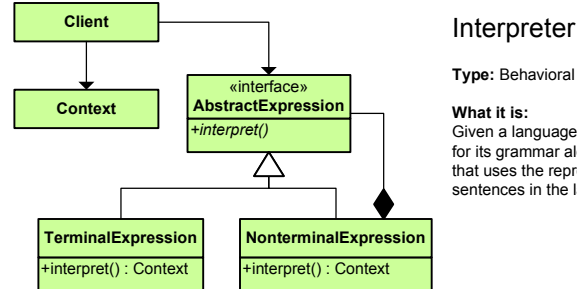 Client
Context
«interface»
AbstractExpression
+interpret()
TerminalExpression
+interpret() : Context
NonterminalExpression
+interpret() : Context
Interpreter
Type: Behavioral
What it is:
Given a language
for its grammar al
that uses the repr
sentences in the l